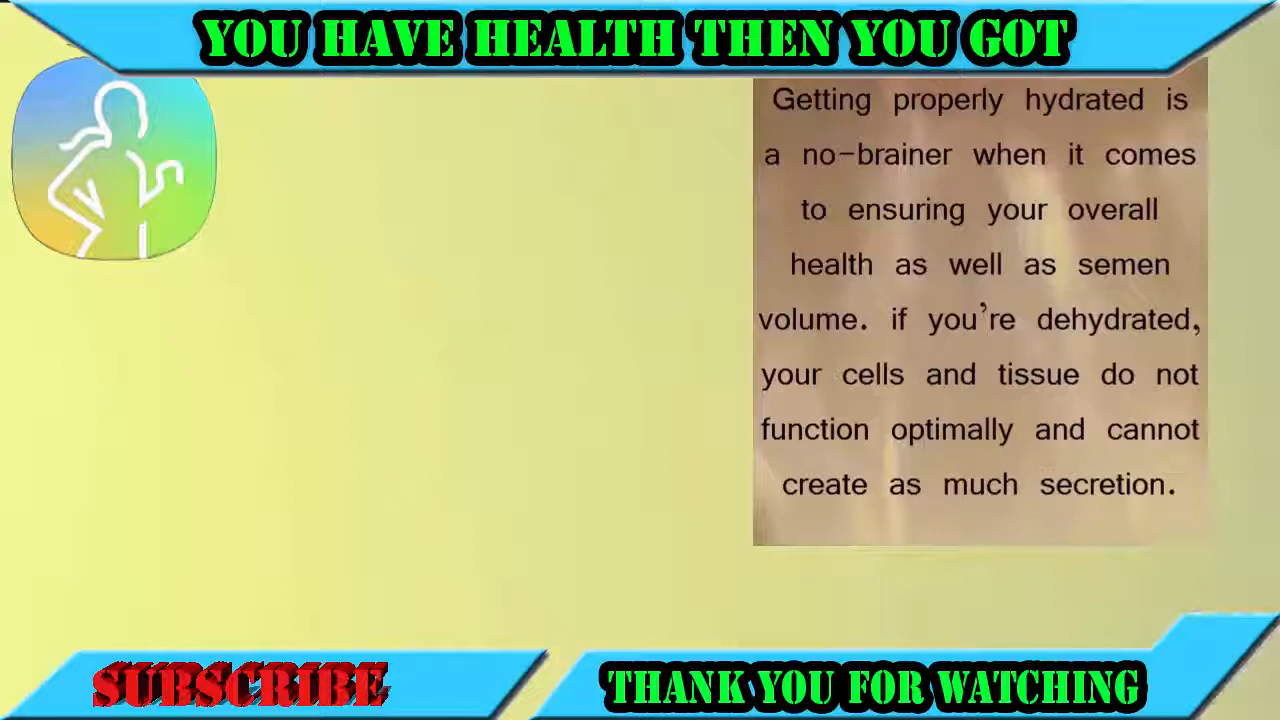 YOU HAVE HEALTH THEN YOU GOT
Getting properly hydrated is
a no-brainer when it comes
to ensuring your overall
health as well as semen
volume. if you're dehydrated,
your cells and tissue do not
function optimally and cannot
create as much secretion.
SUBSCRIBE
THANK YOU FOR WATCHING